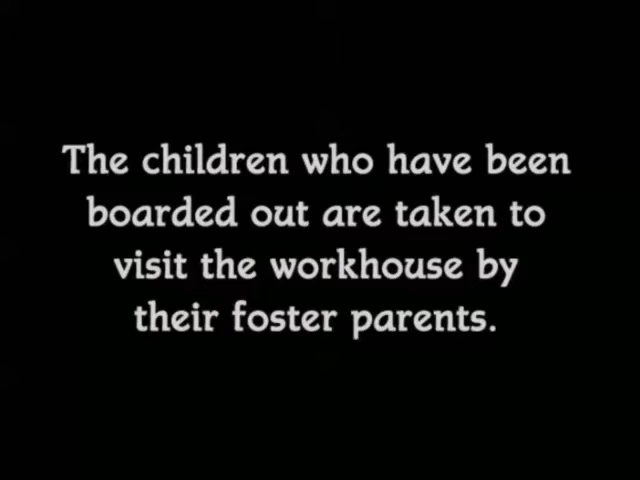 The children who have been
boarded out are taken to
visit the workhouse by
their foster parents.